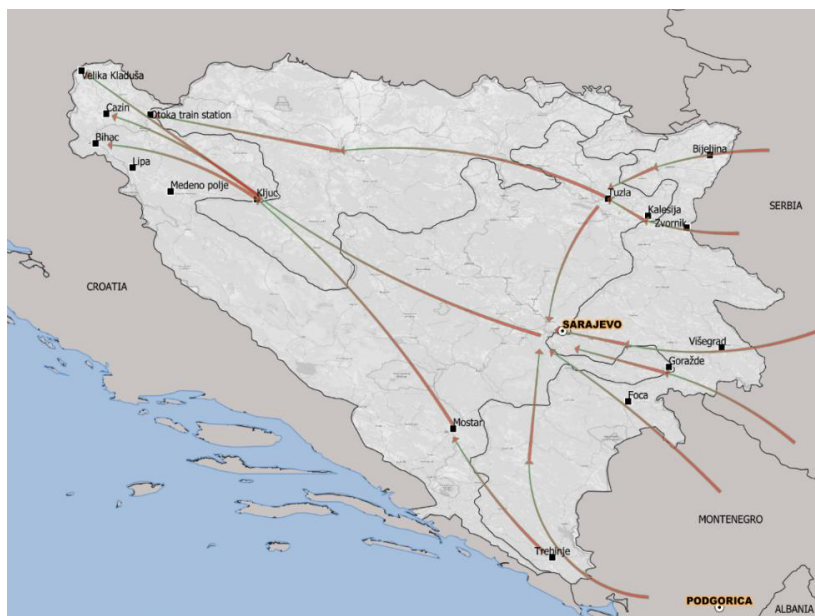 Velika Kladuša
Cazin
Otoka train station
Bihac
Lipa
Medeno polje
Kljuc
Bijeljina
Tuzla
Kalesija
Zvornik
SERBIA
CROATIA
SARAJEVO
Višegrad
Goražde
Foca
Mostar
MONTENEGRO
Trebinje
PODGORICA
ALBANIA